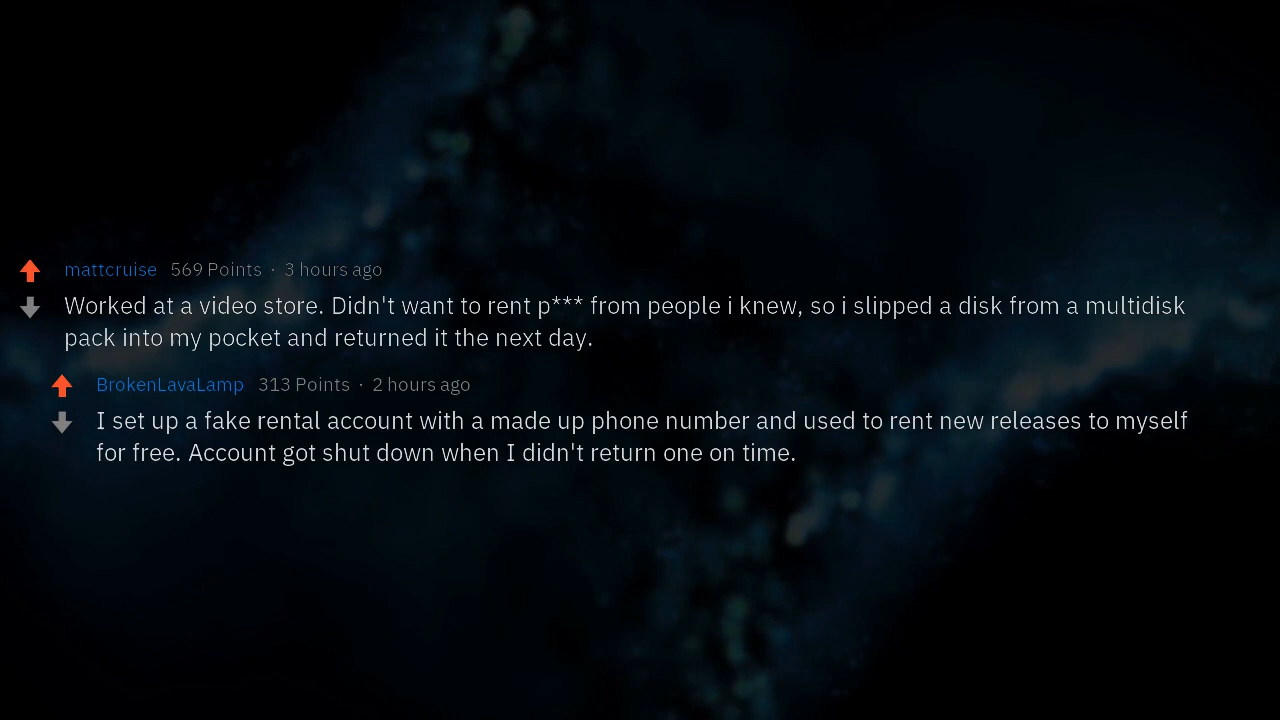 mattcruise 569 Points · 3 hours ago
Worked at a video store. Didn't want to rent p*** from people i knew, so i slipped a disk from a multidisk
pack into my pocket and returned it the next day.
BrokenLavaLamp 313 Points · 2 hours ago
I set up a fake rental account with a made up phone number and used to rent new releases to myself
for free. Account got shut down when I didn't return one on time.